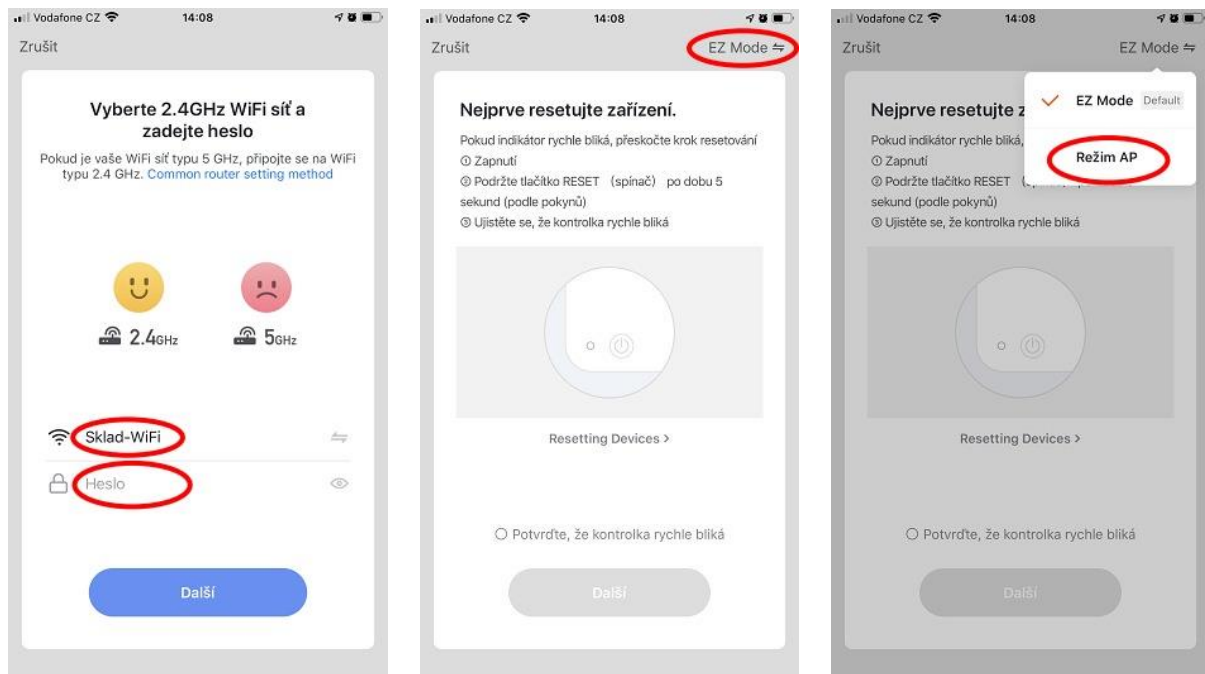 Vodafone CZ 14:08
Zrušit
Vyberte 2.4GHz WiFi síť a
zadejte heslo
Pokud je vaše WiFi síť typu 5 GHz, připojte se na WiFi
typu 2.4 GHz. Common router setting method
2.4GHz 5GHz
Sklad-WiFi
Heslo
Další
Vodafone CZ 14:08
Zrušit EZ Mode
Nejprve resetujte zařízení.
Pokud indikátor rychle bliká, přeskočte krok resetování
① Zapnutí
② Podržte tlačítko RESET (spínač) po dobu 5
sekund (podle pokynů)
③ Ujistěte se, že kontrolka rychle bliká
Resetting Devices >
Potvrďte, že kontrolka rychle bliká
Další
Vodafone CZ 14:08
Zrušit EZ Mode
EZ Mode Default
Režim AP
Nejprve resetujte z
Pokud indikátor rychle bliká,
① Zapnutí
② Podržte tlačítko RESET
sekund (podle pokynů)
③ Ujistěte se, že kontrolka rychle bliká
Resetting Devices >
Potvrďte, že kontrolka rychle bliká
Další